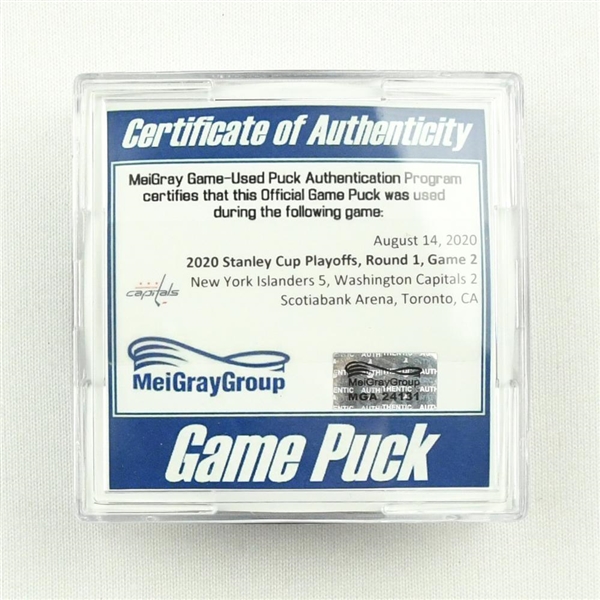 Certificate of Authenticity
MeiGray Game-Used Puck Authentication Program
certifies that this Official Game Puck was used
during the following game:
August 14, 2020
2020 Stanley Cup Playoffs, Round 1, Game 2
New York Islanders 5, Washington Capitals 2
capitals
Scotiabank Arena, Toronto, CA
MeiGrayGroup
MeiGrayGroup
MGA 24131
Game Puck